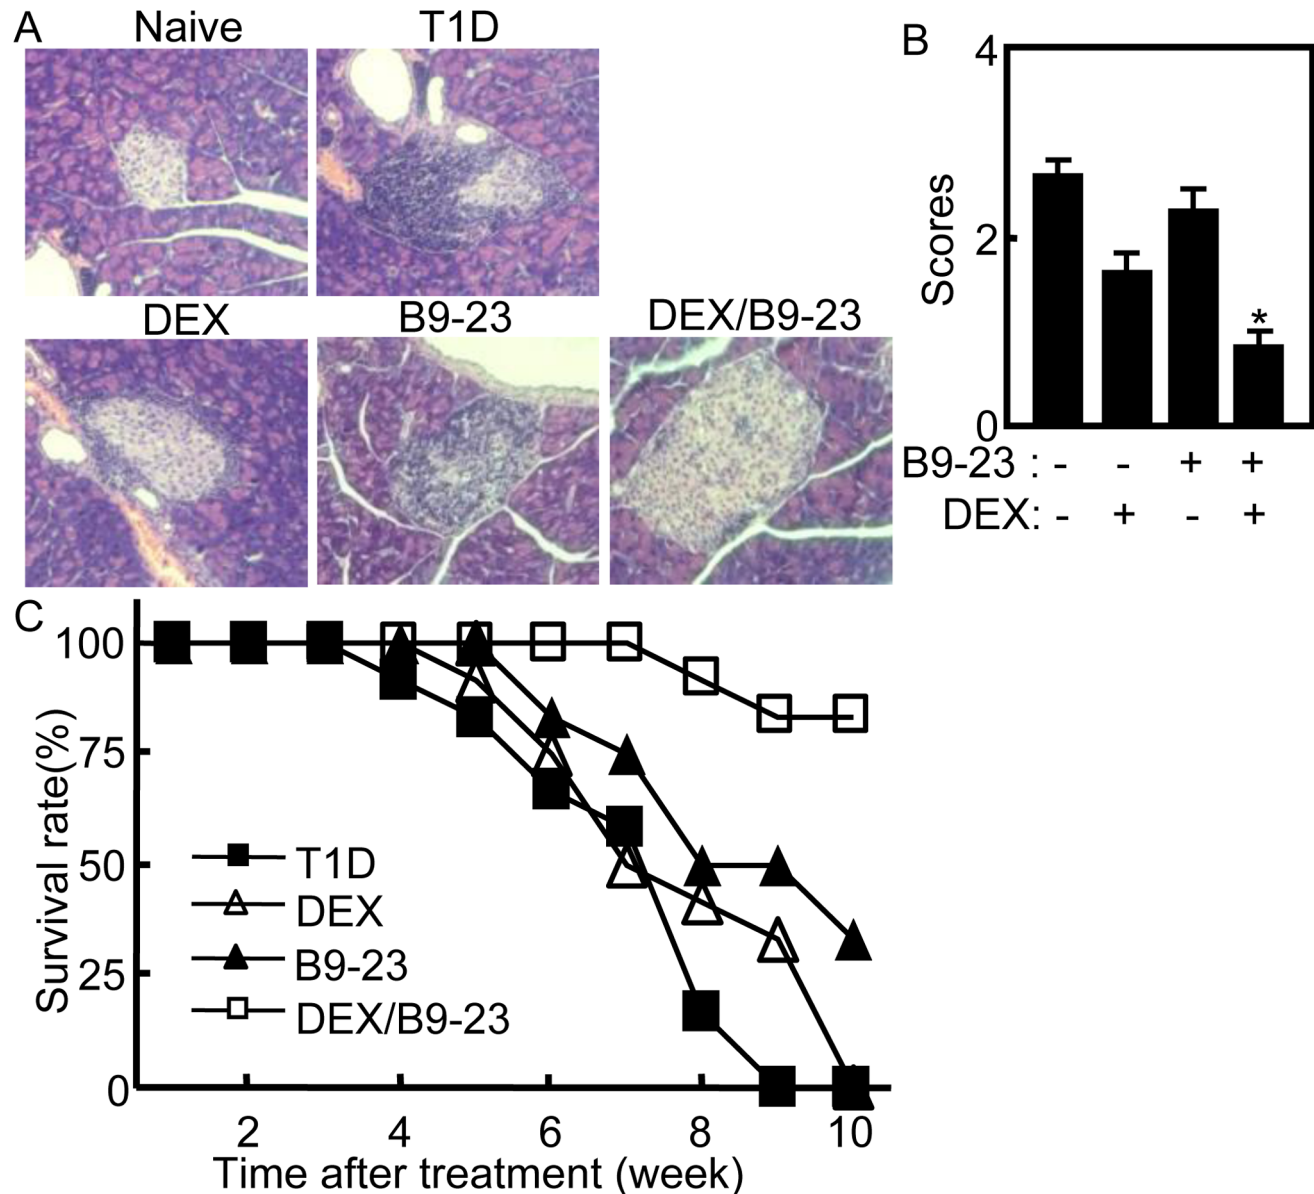 A
Naive
T1D
DEX
B9-23
DEX/B9-23
B
4
2
0
Scores
*
B9-23 : - - + +
DEX: - + - +
C
100
75
50
25
0
Survival rate(%)
T1D
DEX
B9-23
DEX/B9-23
2 4 6 8 10
Time after treatment (week)